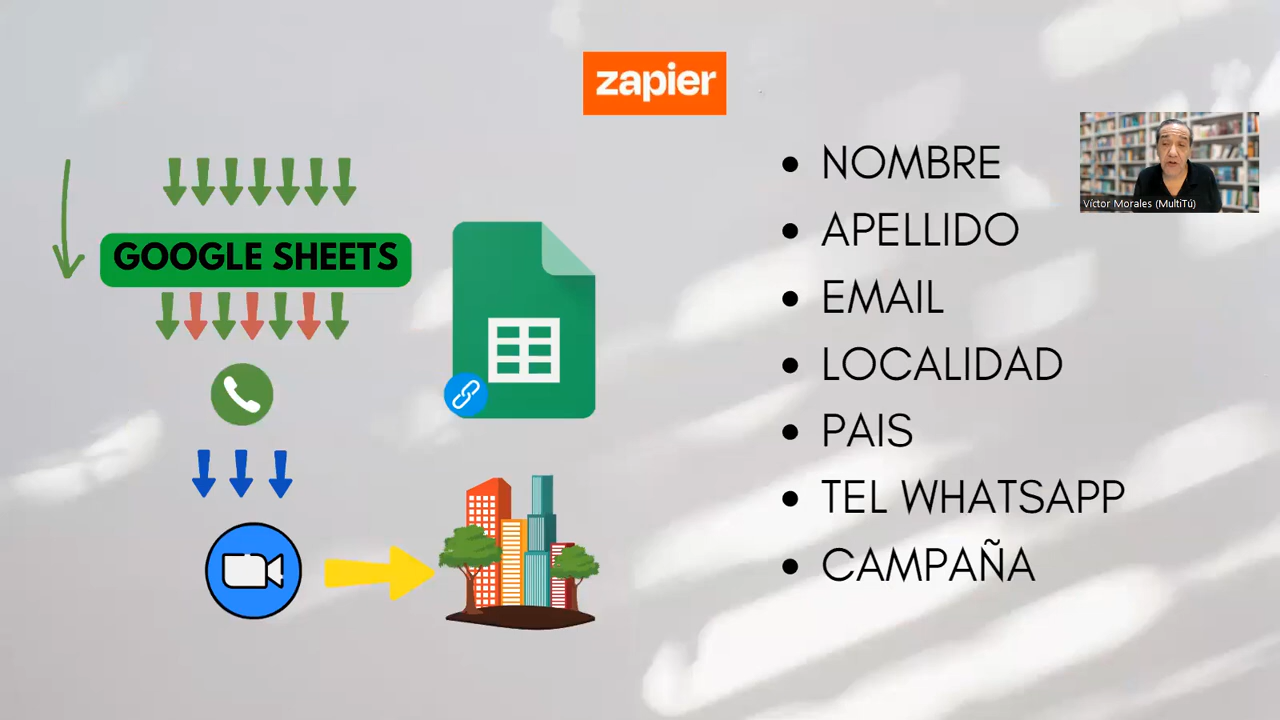 zapier
GOOGLE SHEETS
NOMBRE
APELLIDO
EMAIL
LOCALIDAD
PAIS
TEL WHATSAPP
CAMPAÑA
Víctor Morales (MultiTú)